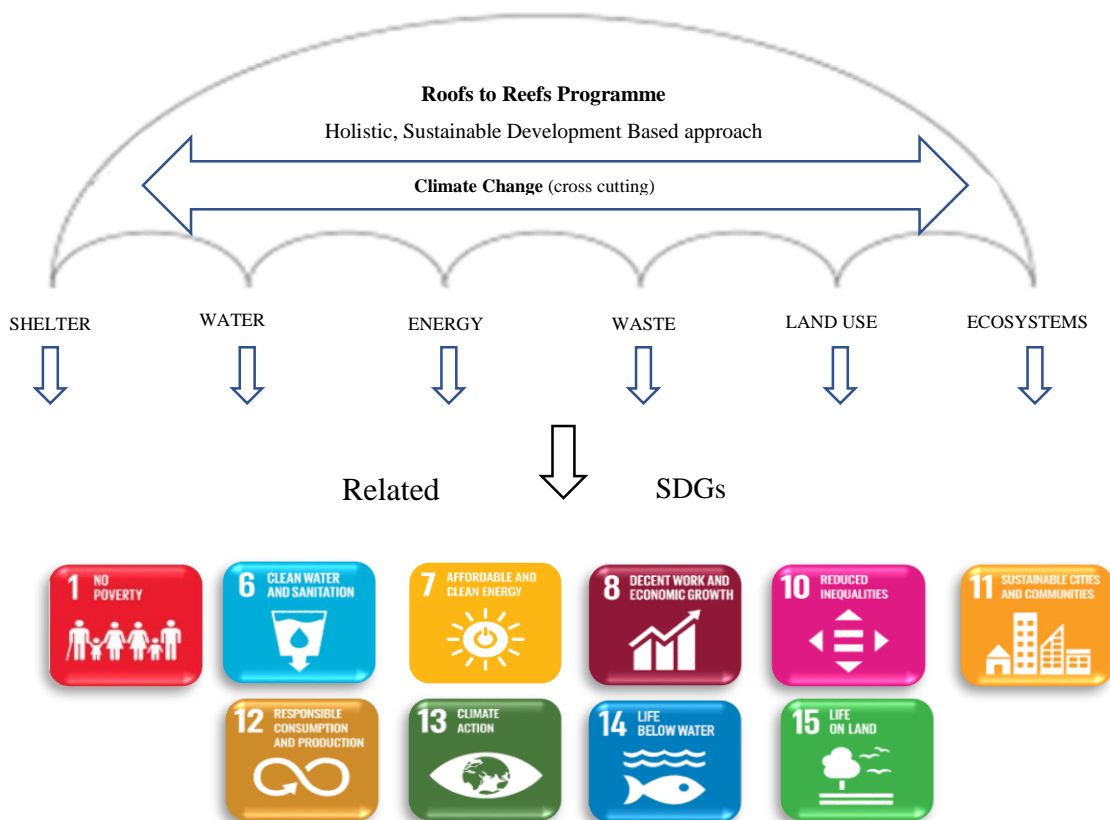 Roofs to Reefs Programme
Holistic, Sustainable Development Based approach
Climate Change (cross cutting)
SHELTER
WATER
ENERGY
WASTE
LAND USE
ECOSYSTEMS
Related SDGs
1 NO
POVERTY
6 CLEAN WATER
AND SANITATION
7 AFFORDABLE AND
CLEAN ENERGY
8 DECENT WORK AND
ECONOMIC GROWTH
10 REDUCED
INEQUALITIES
11 SUSTAINABLE CITIES
AND COMMUNITIES
12 RESPONSIBLE
CONSUMPTION
AND PRODUCTION
13 CLIMATE
ACTION
14 LIFE
BELOW WATER
15 LIFE
ON LAND